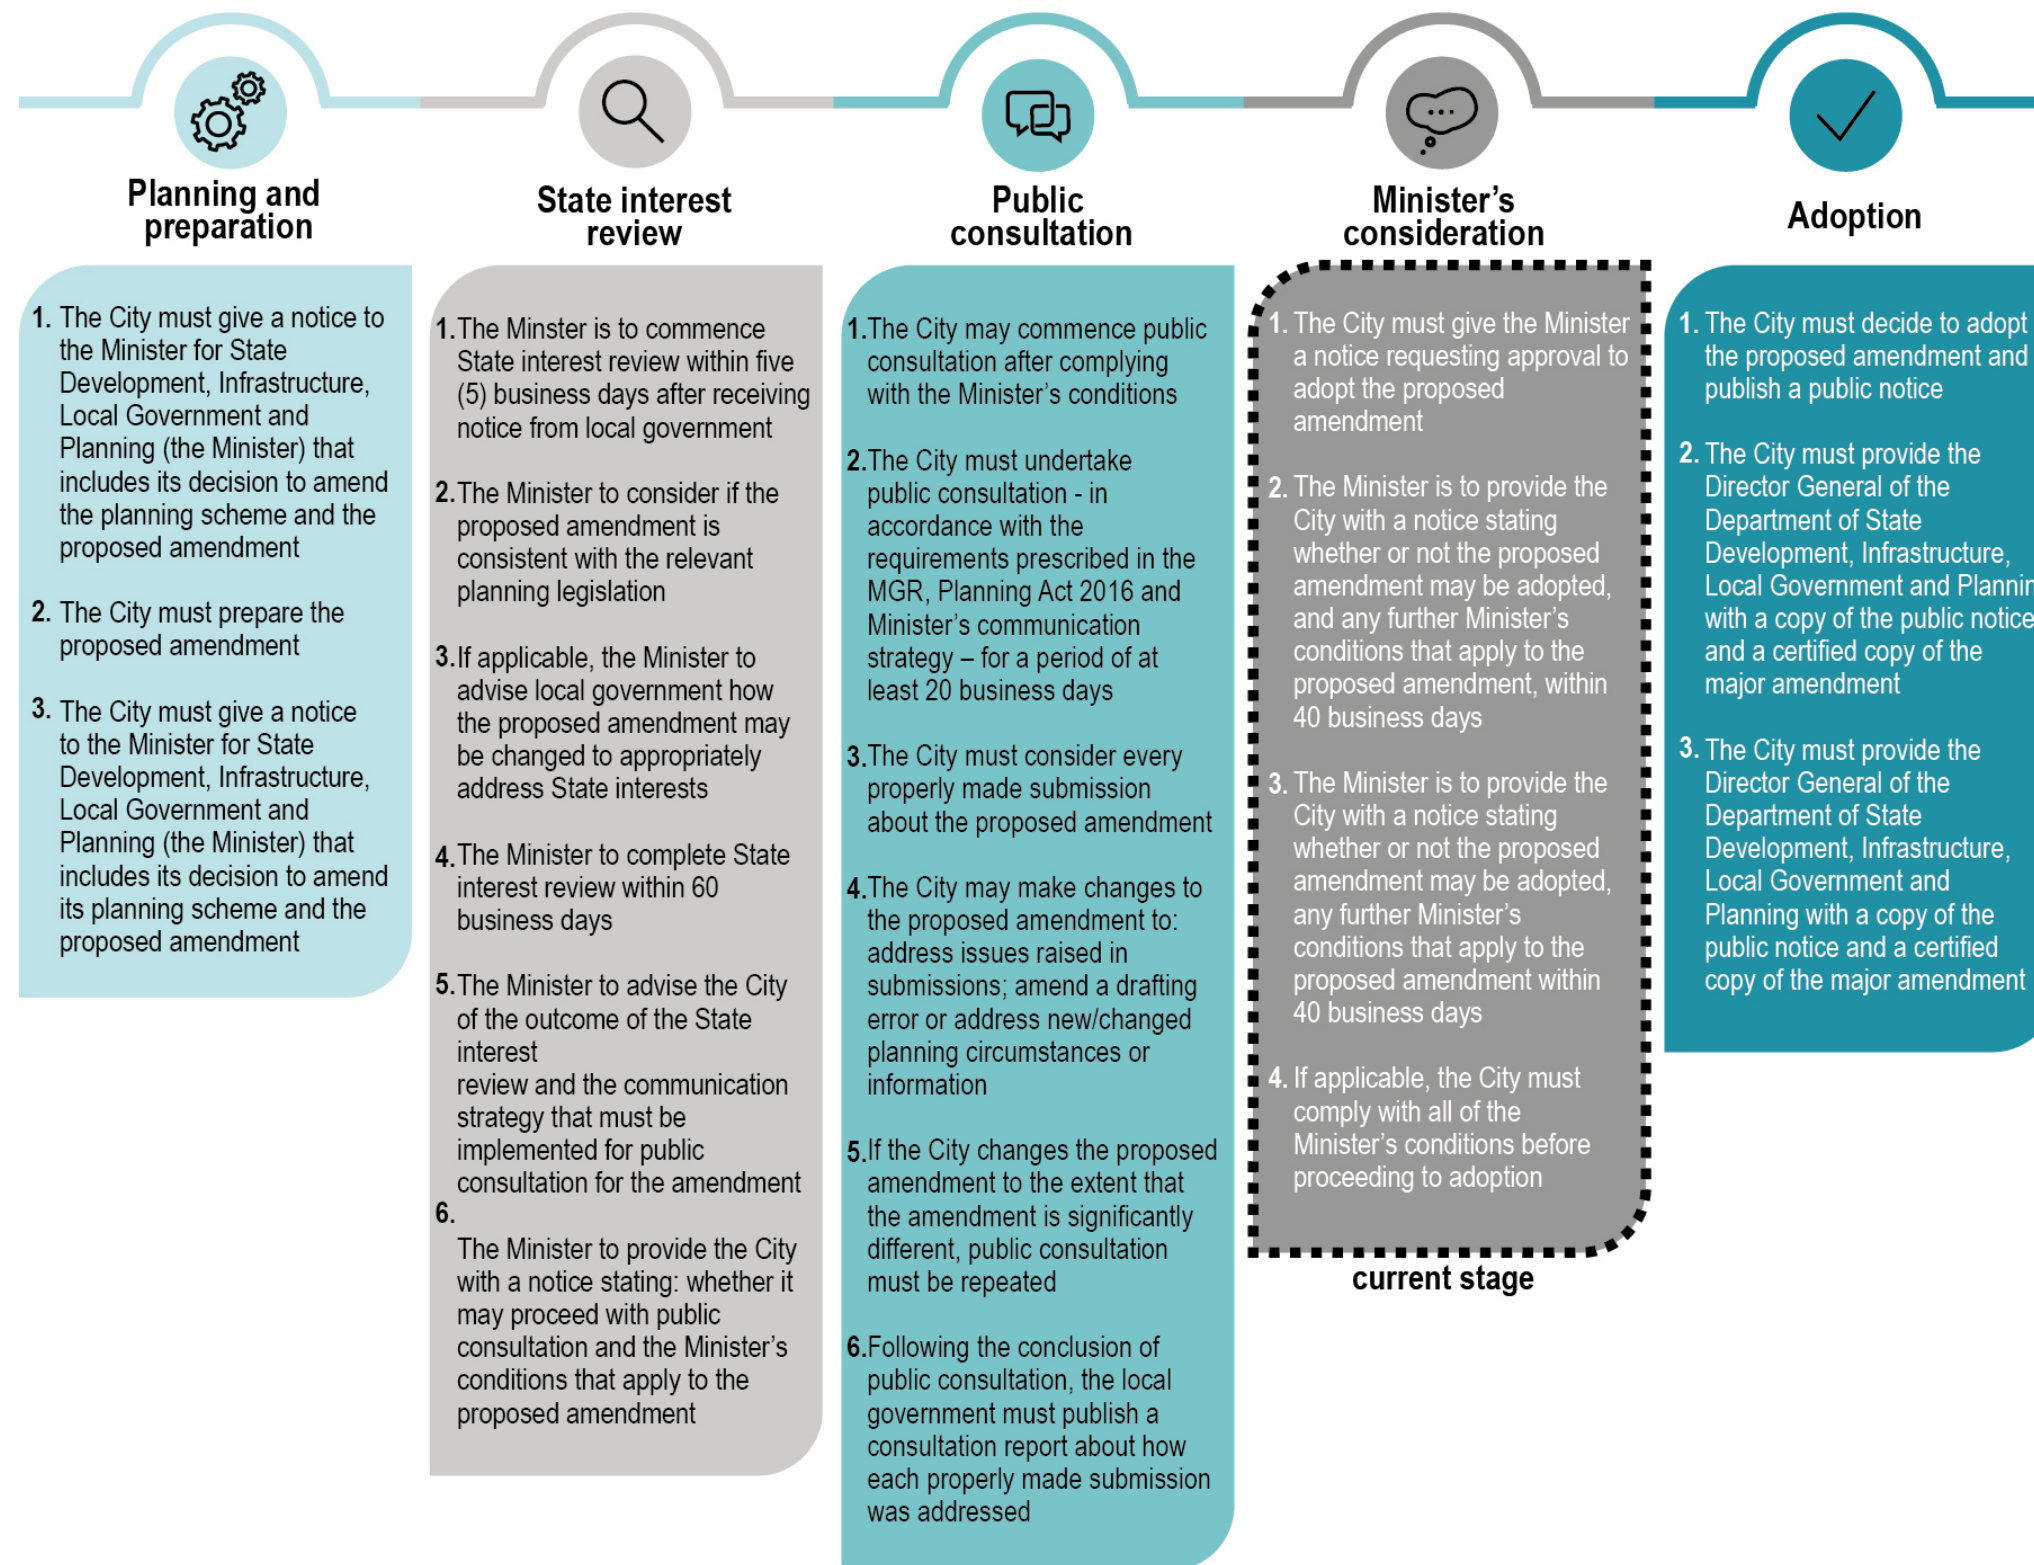 Planning and
preparation
1. The City must give a notice to
the Minister for State
Development, Infrastructure,
Local Government and
Planning (the Minister) that
includes its decision to amend
the planning scheme and the
proposed amendment
2. The City must prepare the
proposed amendment
3. The City must give a notice
to the Minister for State
Development, Infrastructure,
Local Government and
Planning (the Minister) that
includes its decision to amend
its planning scheme and the
proposed amendment
State interest
review
1.The Minster is to commence
State interest review within five
(5) business days after receiving
notice from local government
2.The Minister to consider if the
proposed amendment is
consistent with the relevant
planning legislation
3.If applicable, the Minister to
advise local government how
the proposed amendment may
be changed to appropriately
address State interests
4.The Minister to complete State
interest review within 60
business days
5.The Minister to advise the City
of the outcome of the State
interest
review and the communication
strategy that must be
implemented for public
consultation for the amendment
6.
The Minister to provide the City
with a notice stating: whether it
may proceed with public
consultation and the Minister’s
conditions that apply to the
proposed amendment
Public
consultation
1.The City may commence public
consultation after complying
with the Minister’s conditions
2.The City must undertake
public consultation - in
accordance with the
requirements prescribed in the
MGR, Planning Act 2016 and
Minister’s communication
strategy – for a period of at
least 20 business days
3.The City must consider every
properly made submission
about the proposed amendment
4.The City may make changes to
the proposed amendment to:
address issues raised in
submissions; amend a drafting
error or address new/changed
planning circumstances or
information
5.If the City changes the proposed
amendment to the extent that
the amendment is significantly
different, public consultation
must be repeated
6.Following the conclusion of
public consultation, the local
government must publish a
consultation report about how
each properly made submission
was addressed
Minister’s
consideration
1. The City must give the Minister
a notice requesting approval to
adopt the proposed
amendment
2. The Minister is to provide the
City with a notice stating
whether or not the proposed
amendment may be adopted,
and any further Minister’s
conditions that apply to the
proposed amendment, within
40 business days
3. The Minister is to provide the
City with a notice stating
whether or not the proposed
amendment may be adopted,
any further Minister’s
conditions that apply to the
proposed amendment within
40 business days
4. If applicable, the City must
comply with all of the
Minister’s conditions before
proceeding to adoption
current stage
Adoption
1. The City must decide to adopt
the proposed amendment and
publish a public notice
2. The City must provide the
Director General of the
Department of State
Development, Infrastructure,
Local Government and Plannin
with a copy of the public notice
and a certified copy of the
major amendment
3. The City must provide the
Director General of the
Department of State
Development, Infrastructure,
Local Government and
Planning with a copy of the
public notice and a certified
copy of the major amendment